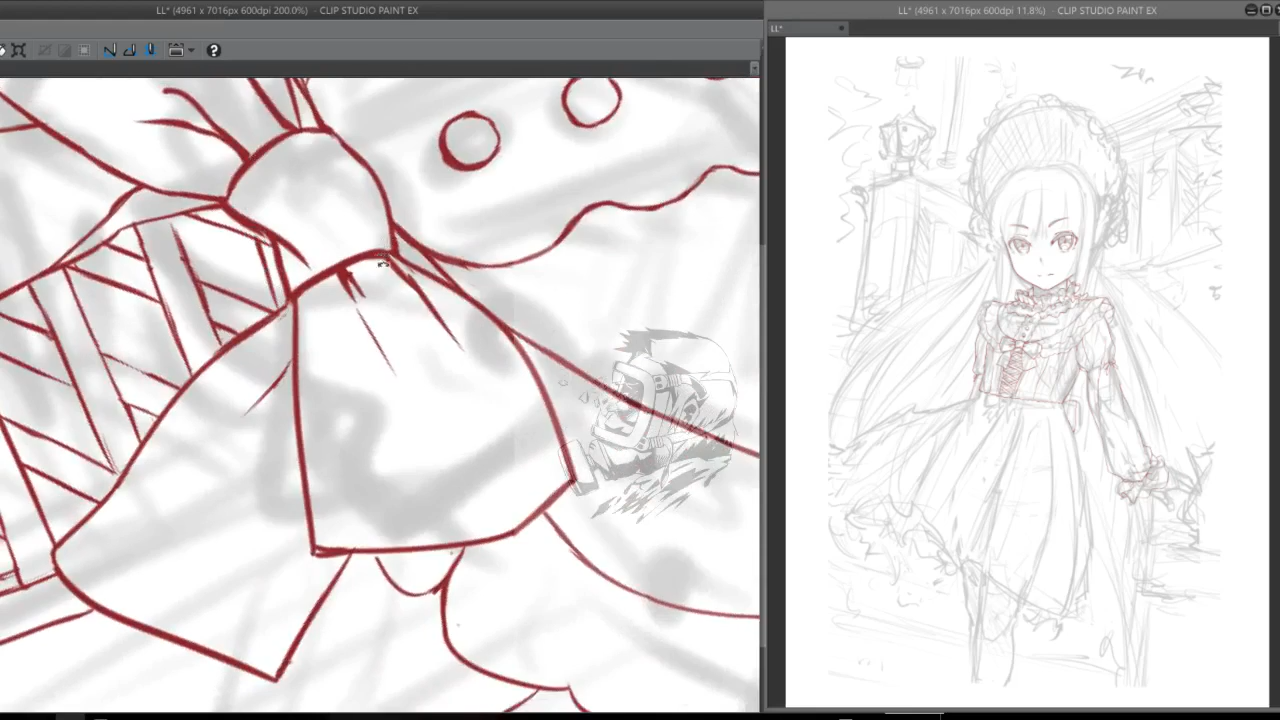 LL* (4961 x 7016px 600dpi 200.0%) - CLIP STUDIO PAINT EX
LL* (4961 x 7016px 600dpi 11.8%) - CLIP STUDIO PAINT EX
LL*